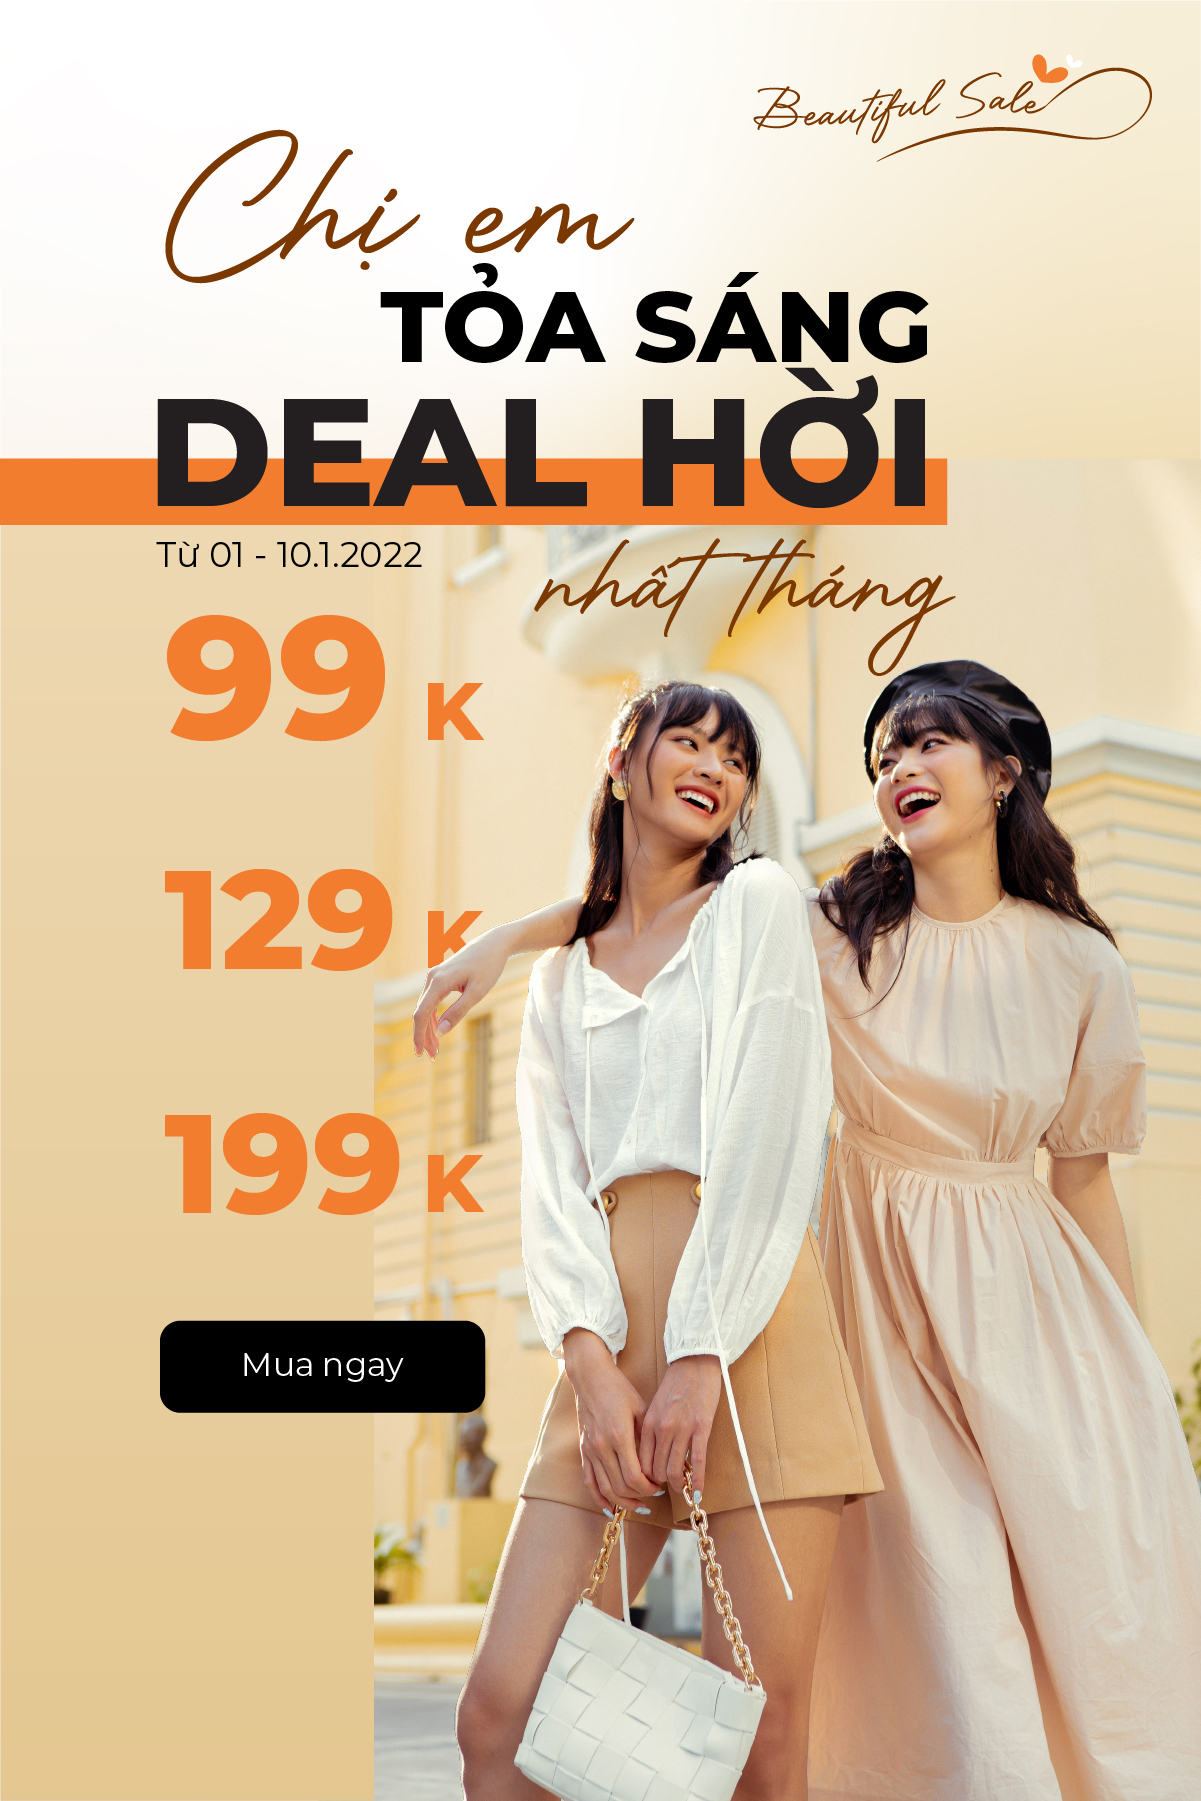 Beautiful Sale
Chị em
TỎA SÁNG
DEAL HỜI
Từ 01 - 10.1.2022
nhất tháng
99 K
129 K
199 K
Mua ngay